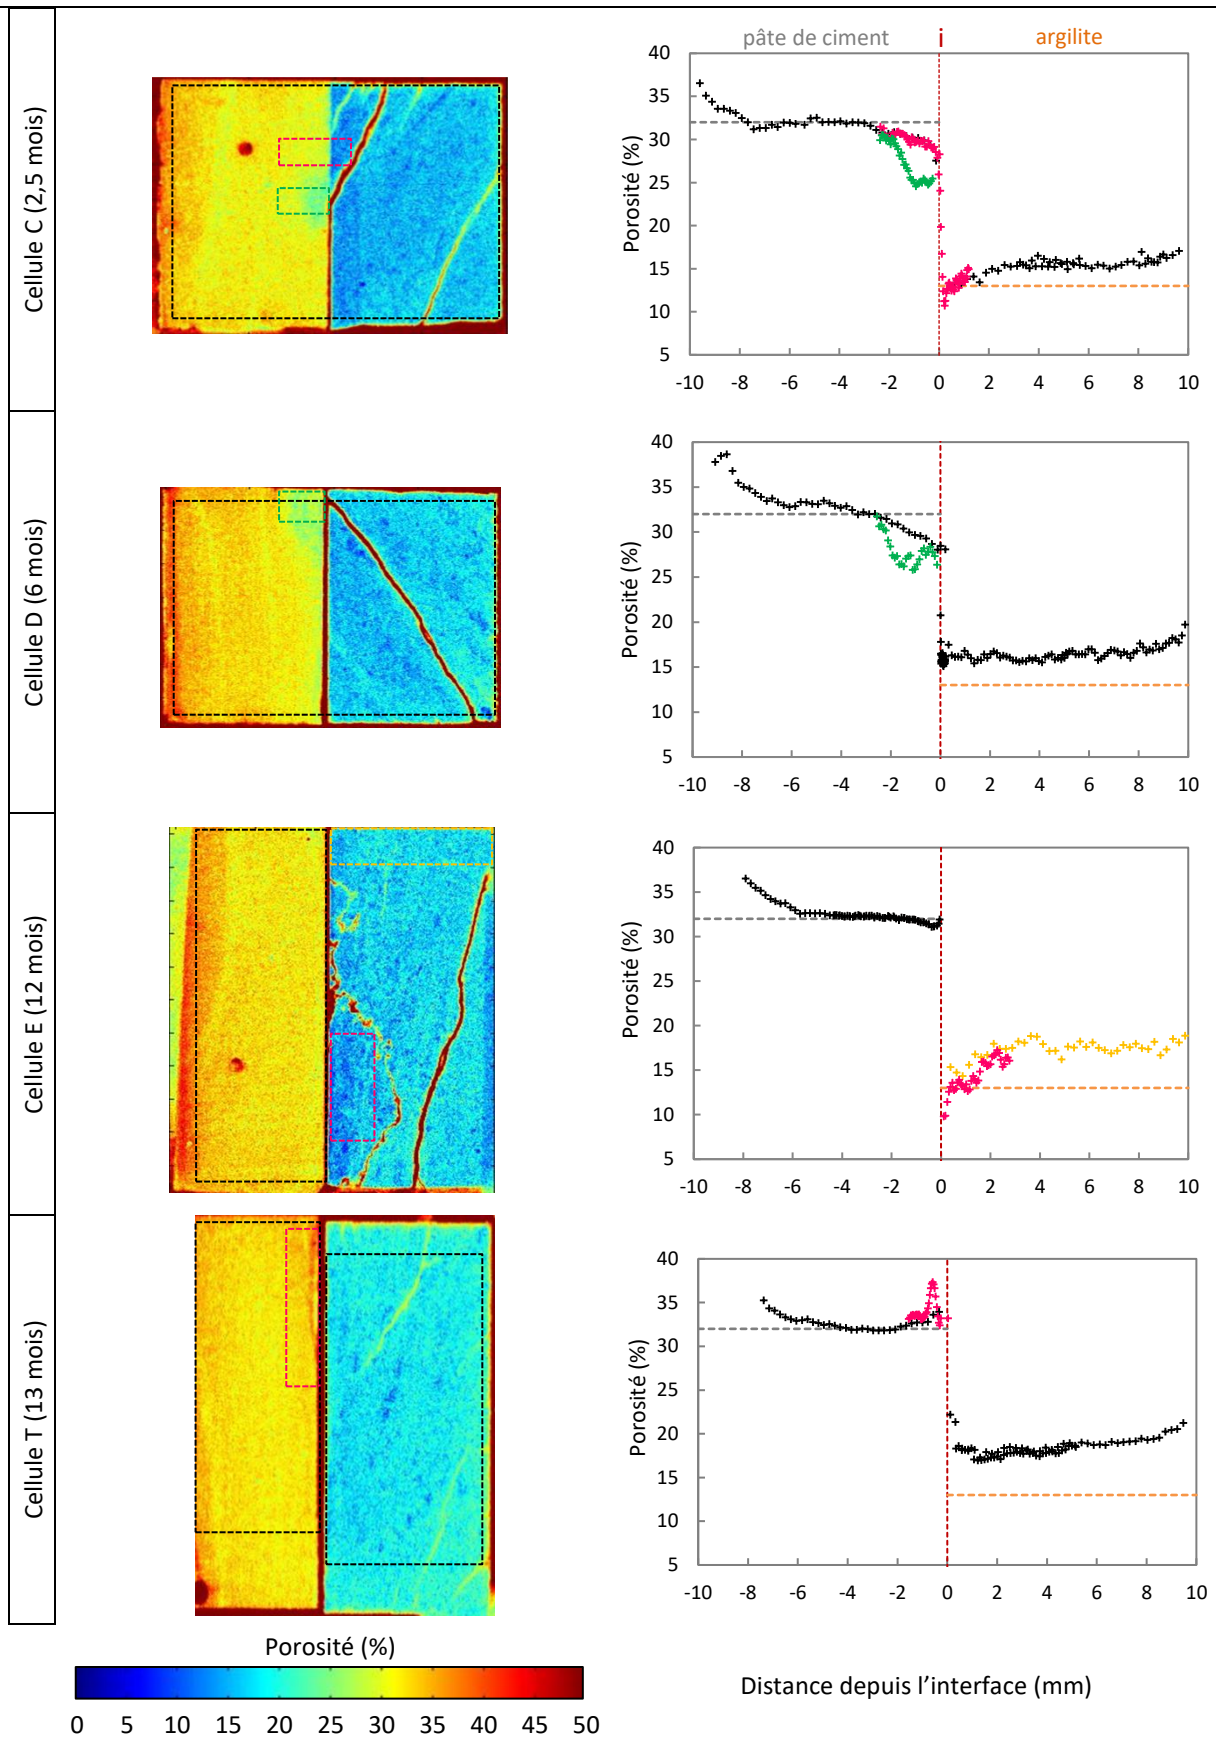 pâte de ciment
i
argilite
Cellule C (2,5 mois)
Porosité (%)
40
35
30
25
20
15
10
5
-10 -8 -6 -4 -2 0 2 4 6 8 10
Cellule D (6 mois)
Porosité (%)
40
35
30
25
20
15
10
5
-10 -8 -6 -4 -2 0 2 4 6 8 10
Cellule E (12 mois)
Porosité (%)
40
35
30
25
20
15
10
5
-10 -8 -6 -4 -2 0 2 4 6 8 10
Cellule T (13 mois)
Porosité (%)
40
35
30
25
20
15
10
5
-10 -8 -6 -4 -2 0 2 4 6 8 10
Porosité (%)
0 5 10 15 20 25 30 35 40 45 50
Distance depuis l’interface (mm)